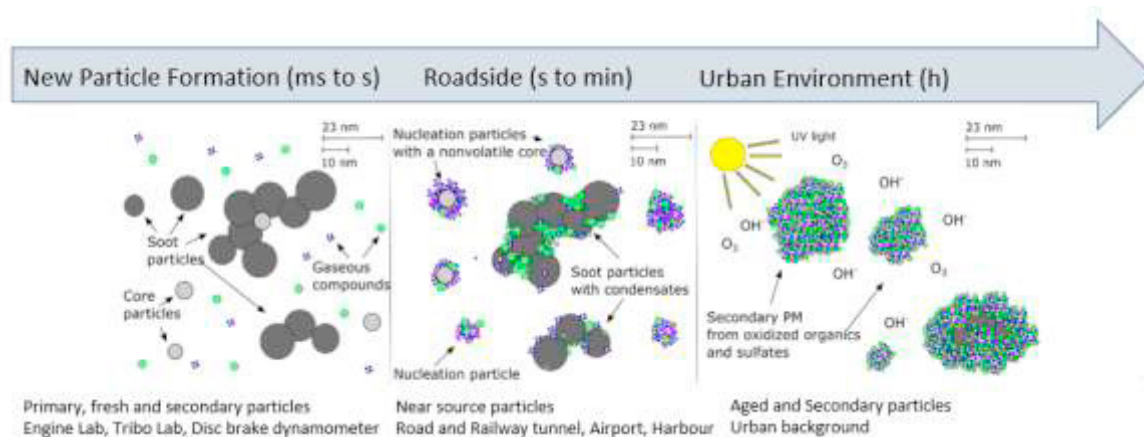 New Particle Formation (ms to s)
Roadside (s to min)
Urban Environment (h)
23 nm
10 nm
Soot
particles
Core
particles
Gaseous
compounds
Nucleation particles
with a nonvolatile core
23 nm
10 nm
Soot particles
with condensates
Nucleation particle
UV light
23 nm
10 nm
O₃
OH⁻
OH⁻
OH⁻
O₃
OH⁻
O₃
OH⁻
Secondary PM
from oxidized organics
and sulfates
Primary, fresh and secondary particles
Engine Lab, Tribo Lab, Disc brake dynamometer
Near source particles
Road and Railway tunnel, Airport, Harbour
Aged and Secondary particles
Urban background